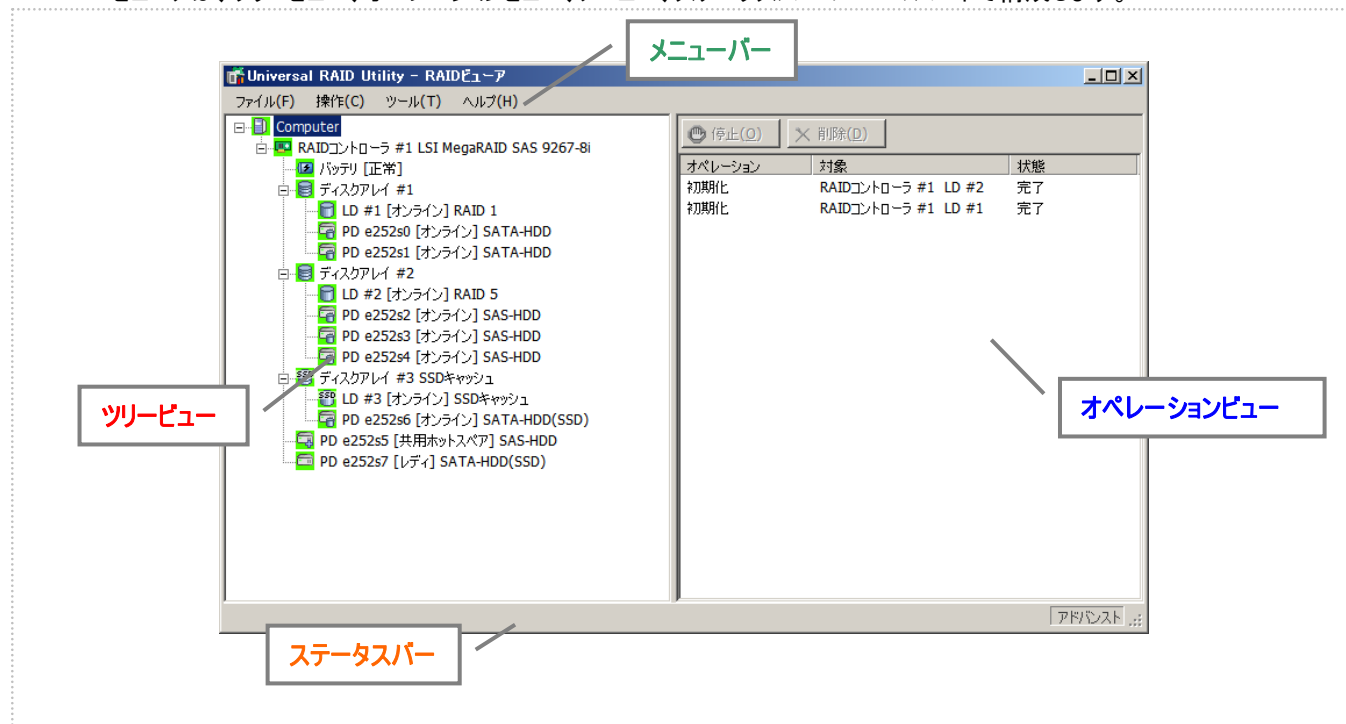 メニューバー
Universal RAID Utility - RAIDビューア
ファイル(F) 操作(C) ツール(T) ヘルプ(H)
Computer
RAIDコントローラ #1 LSI MegaRAID SAS 9267-8i
バッテリ [正常]
ディスクアレイ #1
LD #1 [オンライン] RAID 1
PD e252s0 [オンライン] SATA-HDD
PD e252s1 [オンライン] SATA-HDD
ディスクアレイ #2
LD #2 [オンライン] RAID 5
PD e252s2 [オンライン] SAS-HDD
PD e252s3 [オンライン] SAS-HDD
PD e252s4 [オンライン] SAS-HDD
ディスクアレイ #3 SSDキャッシュ
LD #3 [オンライン] SSDキャッシュ
PD e252s6 [オンライン] SATA-HDD(SSD)
PD e252s5 [共用ホットスペア] SAS-HDD
PD e252s7 [レディ] SATA-HDD(SSD)
停止(O) 削除(D)
オペレーション 対象 状態
初期化 RAIDコントローラ #1 LD #2 完了
初期化 RAIDコントローラ #1 LD #1 完了
ツリービュー
オペレーションビュー
アドバンスト
ステータスバー